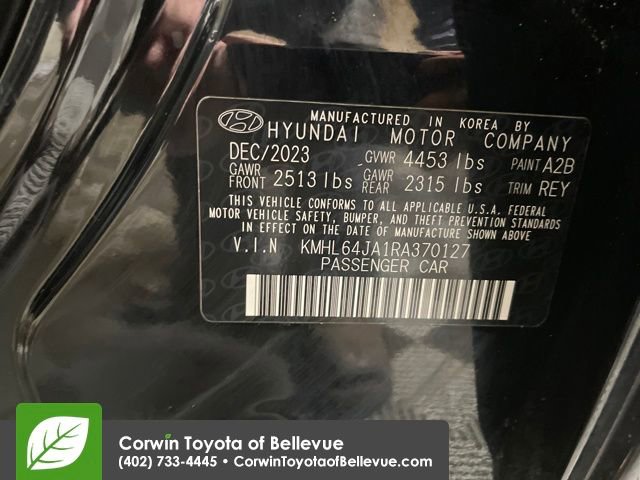 MANUFACTURED IN KOREA BY
HYUNDAI MOTOR COMPANY
DEC/2023 GVWR 4453 lbs PAINT A2B
GAWR FRONT 2513 lbs GAWR REAR 2315 lbs TRIM REY
THIS VEHICLE CONFORMS TO ALL APPLICABLE U.S.A. FEDERAL
MOTOR VEHICLE SAFETY, BUMPER, AND THEFT PREVENTION STANDARDS
IN EFFECT ON THE DATE OF MANUFACTURE SHOWN ABOVE
V.I.N KMHL64JA1RA370127
PASSENGER CAR
Corwin Toyota of Bellevue
(402) 733-4445 • CorwinToyotaofBellevue.com